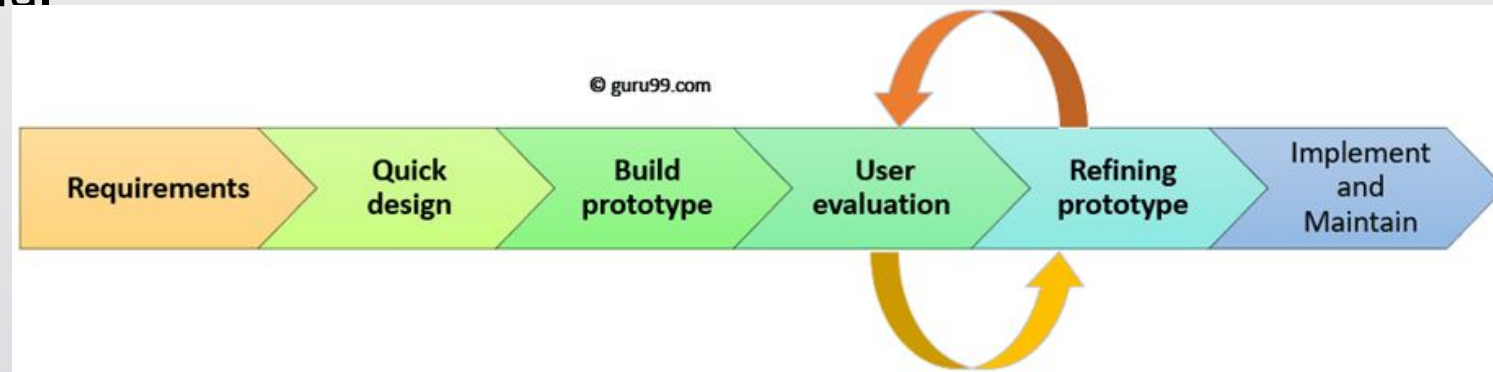 © guru99.com
Requirements
Quick
design
Build
prototype
User
evaluation
Refining
prototype
Implement
and
Maintain